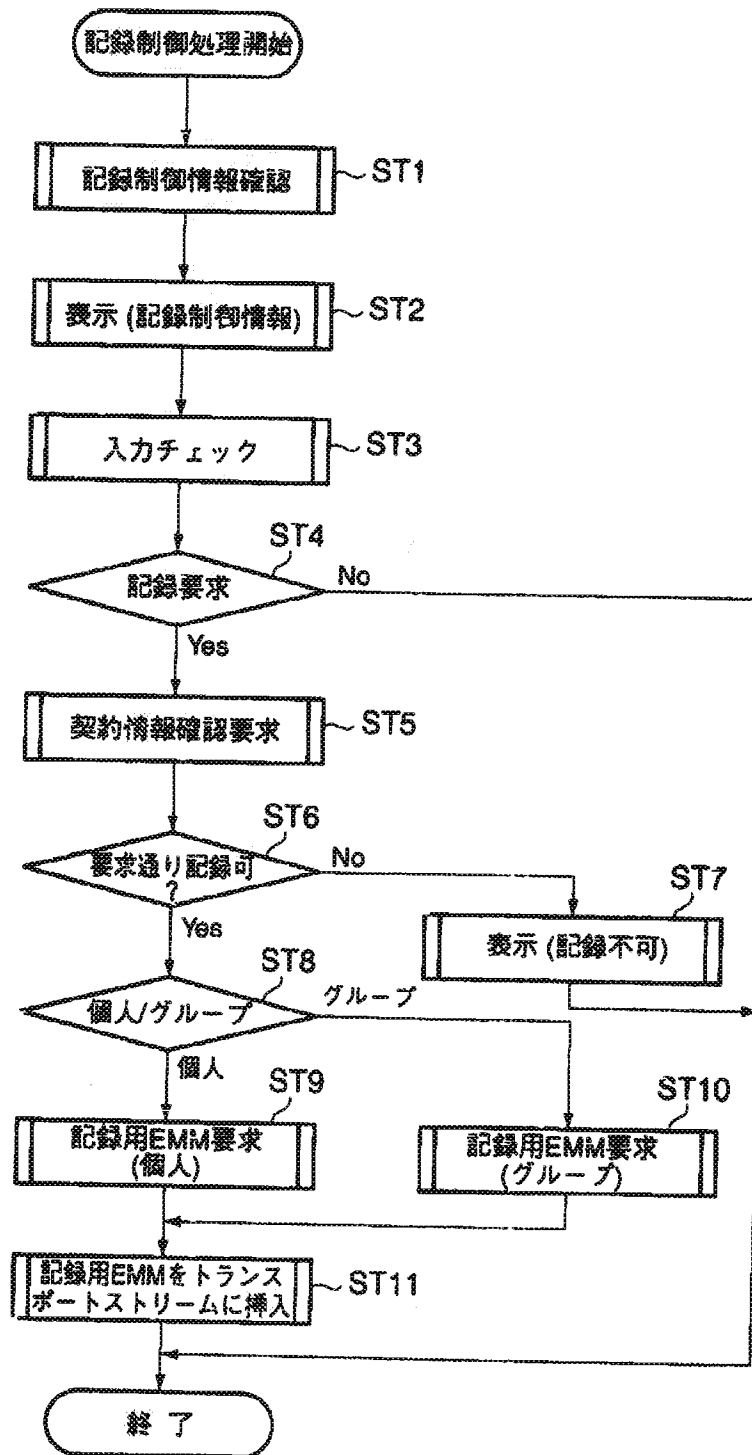 記録制御処理開始
記録制御情報確認
ST1
表示 (記録制御情報)
ST2
入力チェック
ST3
ST4
記録要求
No
Yes
契約情報確認要求
ST5
ST6
要求通り記録可
?
No
Yes
ST7
表示 (記録不可)
ST8
個人/グループ
グループ
個人
ST9
記録用EMM要求
(個人)
ST10
記録用EMM要求
(グループ)
記録用EMMをトランス
ポートストリームに挿入
ST11
終 了